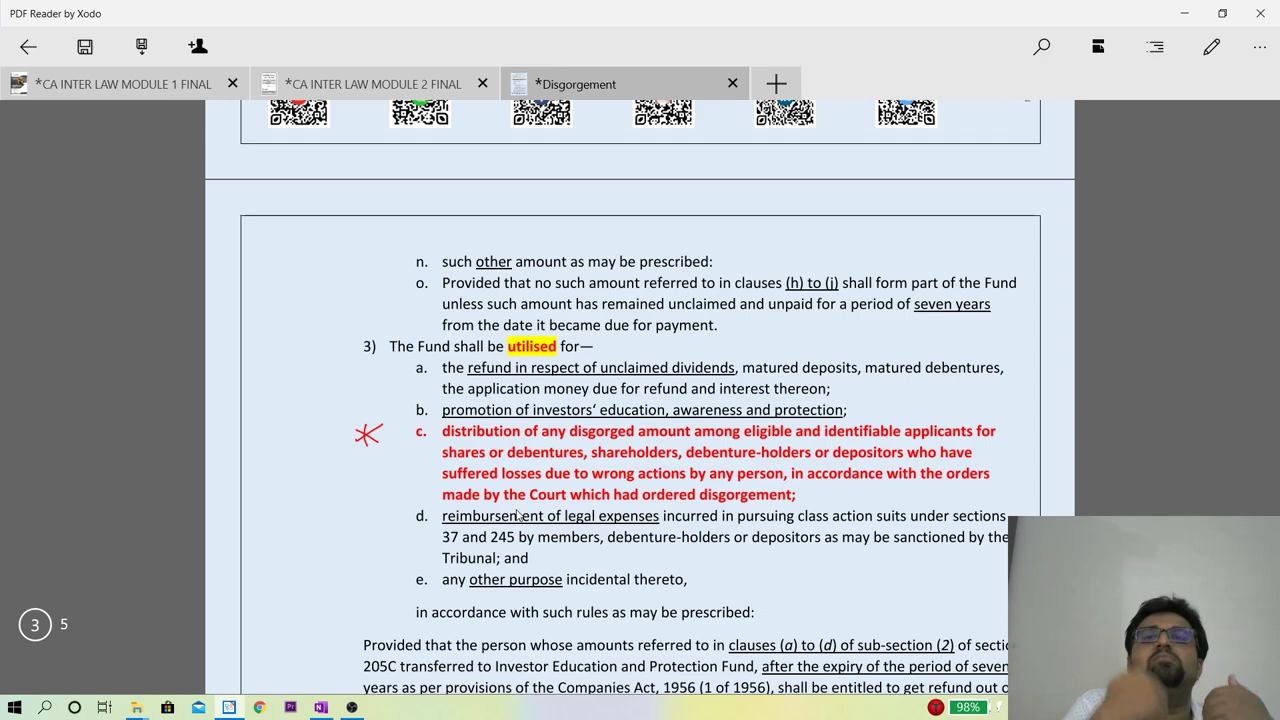 PDF Reader by Xodo
*CA INTER LAW MODULE 1 FINAL
*CA INTER LAW MODULE 2 FINAL
*Disgorgement
n. such other amount as may be prescribed:
o. Provided that no such amount referred to in clauses (h) to (j) shall form part of the Fund
unless such amount has remained unclaimed and unpaid for a period of seven years
from the date it became due for payment.
3) The Fund shall be utilised for—
a. the refund in respect of unclaimed dividends, matured deposits, matured debentures,
the application money due for refund and interest thereon;
b. promotion of investors‘ education, awareness and protection;
c. distribution of any disgorged amount among eligible and identifiable applicants for
shares or debentures, shareholders, debenture-holders or depositors who have
suffered losses due to wrong actions by any person, in accordance with the orders
made by the Court which had ordered disgorgement;
d. reimbursement of legal expenses incurred in pursuing class action suits under sections
37 and 245 by members, debenture-holders or depositors as may be sanctioned by the
Tribunal; and
e. any other purpose incidental thereto,
in accordance with such rules as may be prescribed:
Provided that the person whose amounts referred to in clauses (a) to (d) of sub-section (2) of secti
205C transferred to Investor Education and Protection Fund, after the expiry of the period of seven
years as per provisions of the Companies Act, 1956 (1 of 1956), shall be entitled to get refund out o
3 5
98%